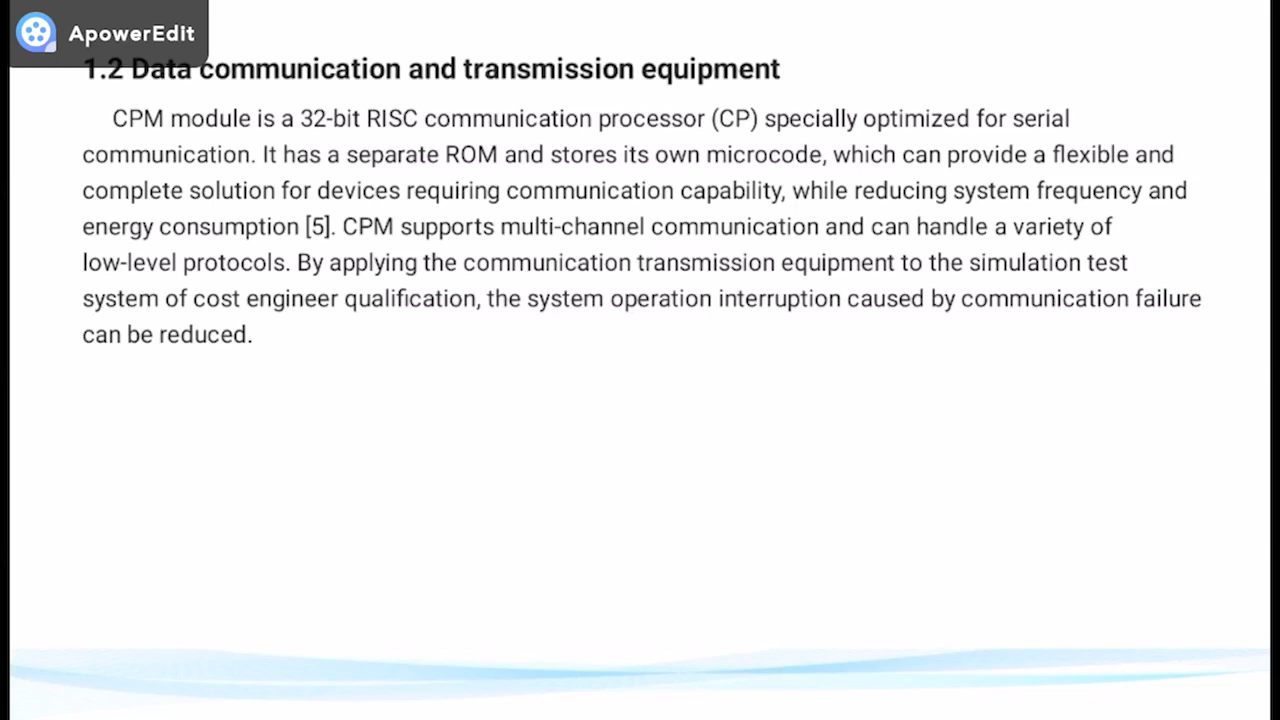 ApowerEdit
1.2 Data communication and transmission equipment
CPM module is a 32-bit RISC communication processor (CP) specially optimized for serial
communication. It has a separate ROM and stores its own microcode, which can provide a flexible and
complete solution for devices requiring communication capability, while reducing system frequency and
energy consumption [5]. CPM supports multi-channel communication and can handle a variety of
low-level protocols. By applying the communication transmission equipment to the simulation test
system of cost engineer qualification, the system operation interruption caused by communication failure
can be reduced.